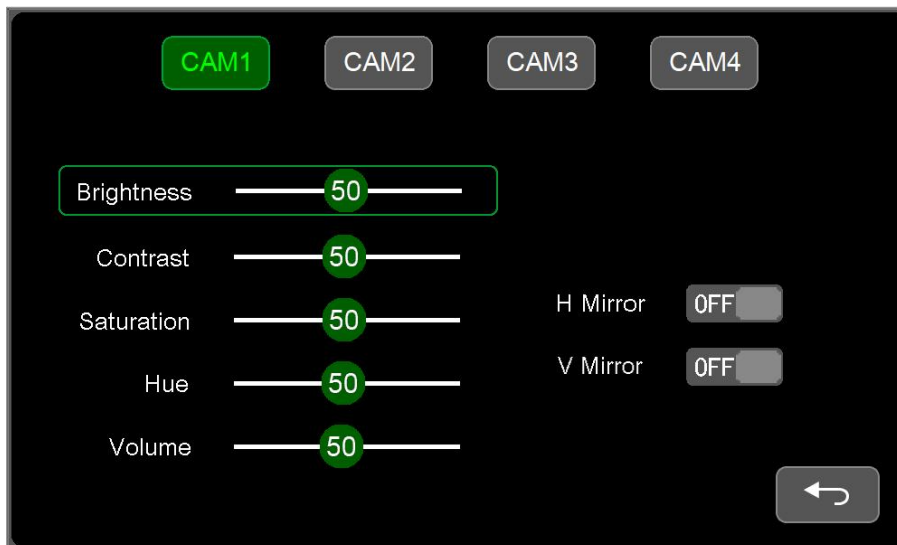 CAM1 CAM2 CAM3 CAM4
Brightness 50
Contrast 50
H Mirror OFF
Saturation 50
V Mirror OFF
Hue 50
Volume 50